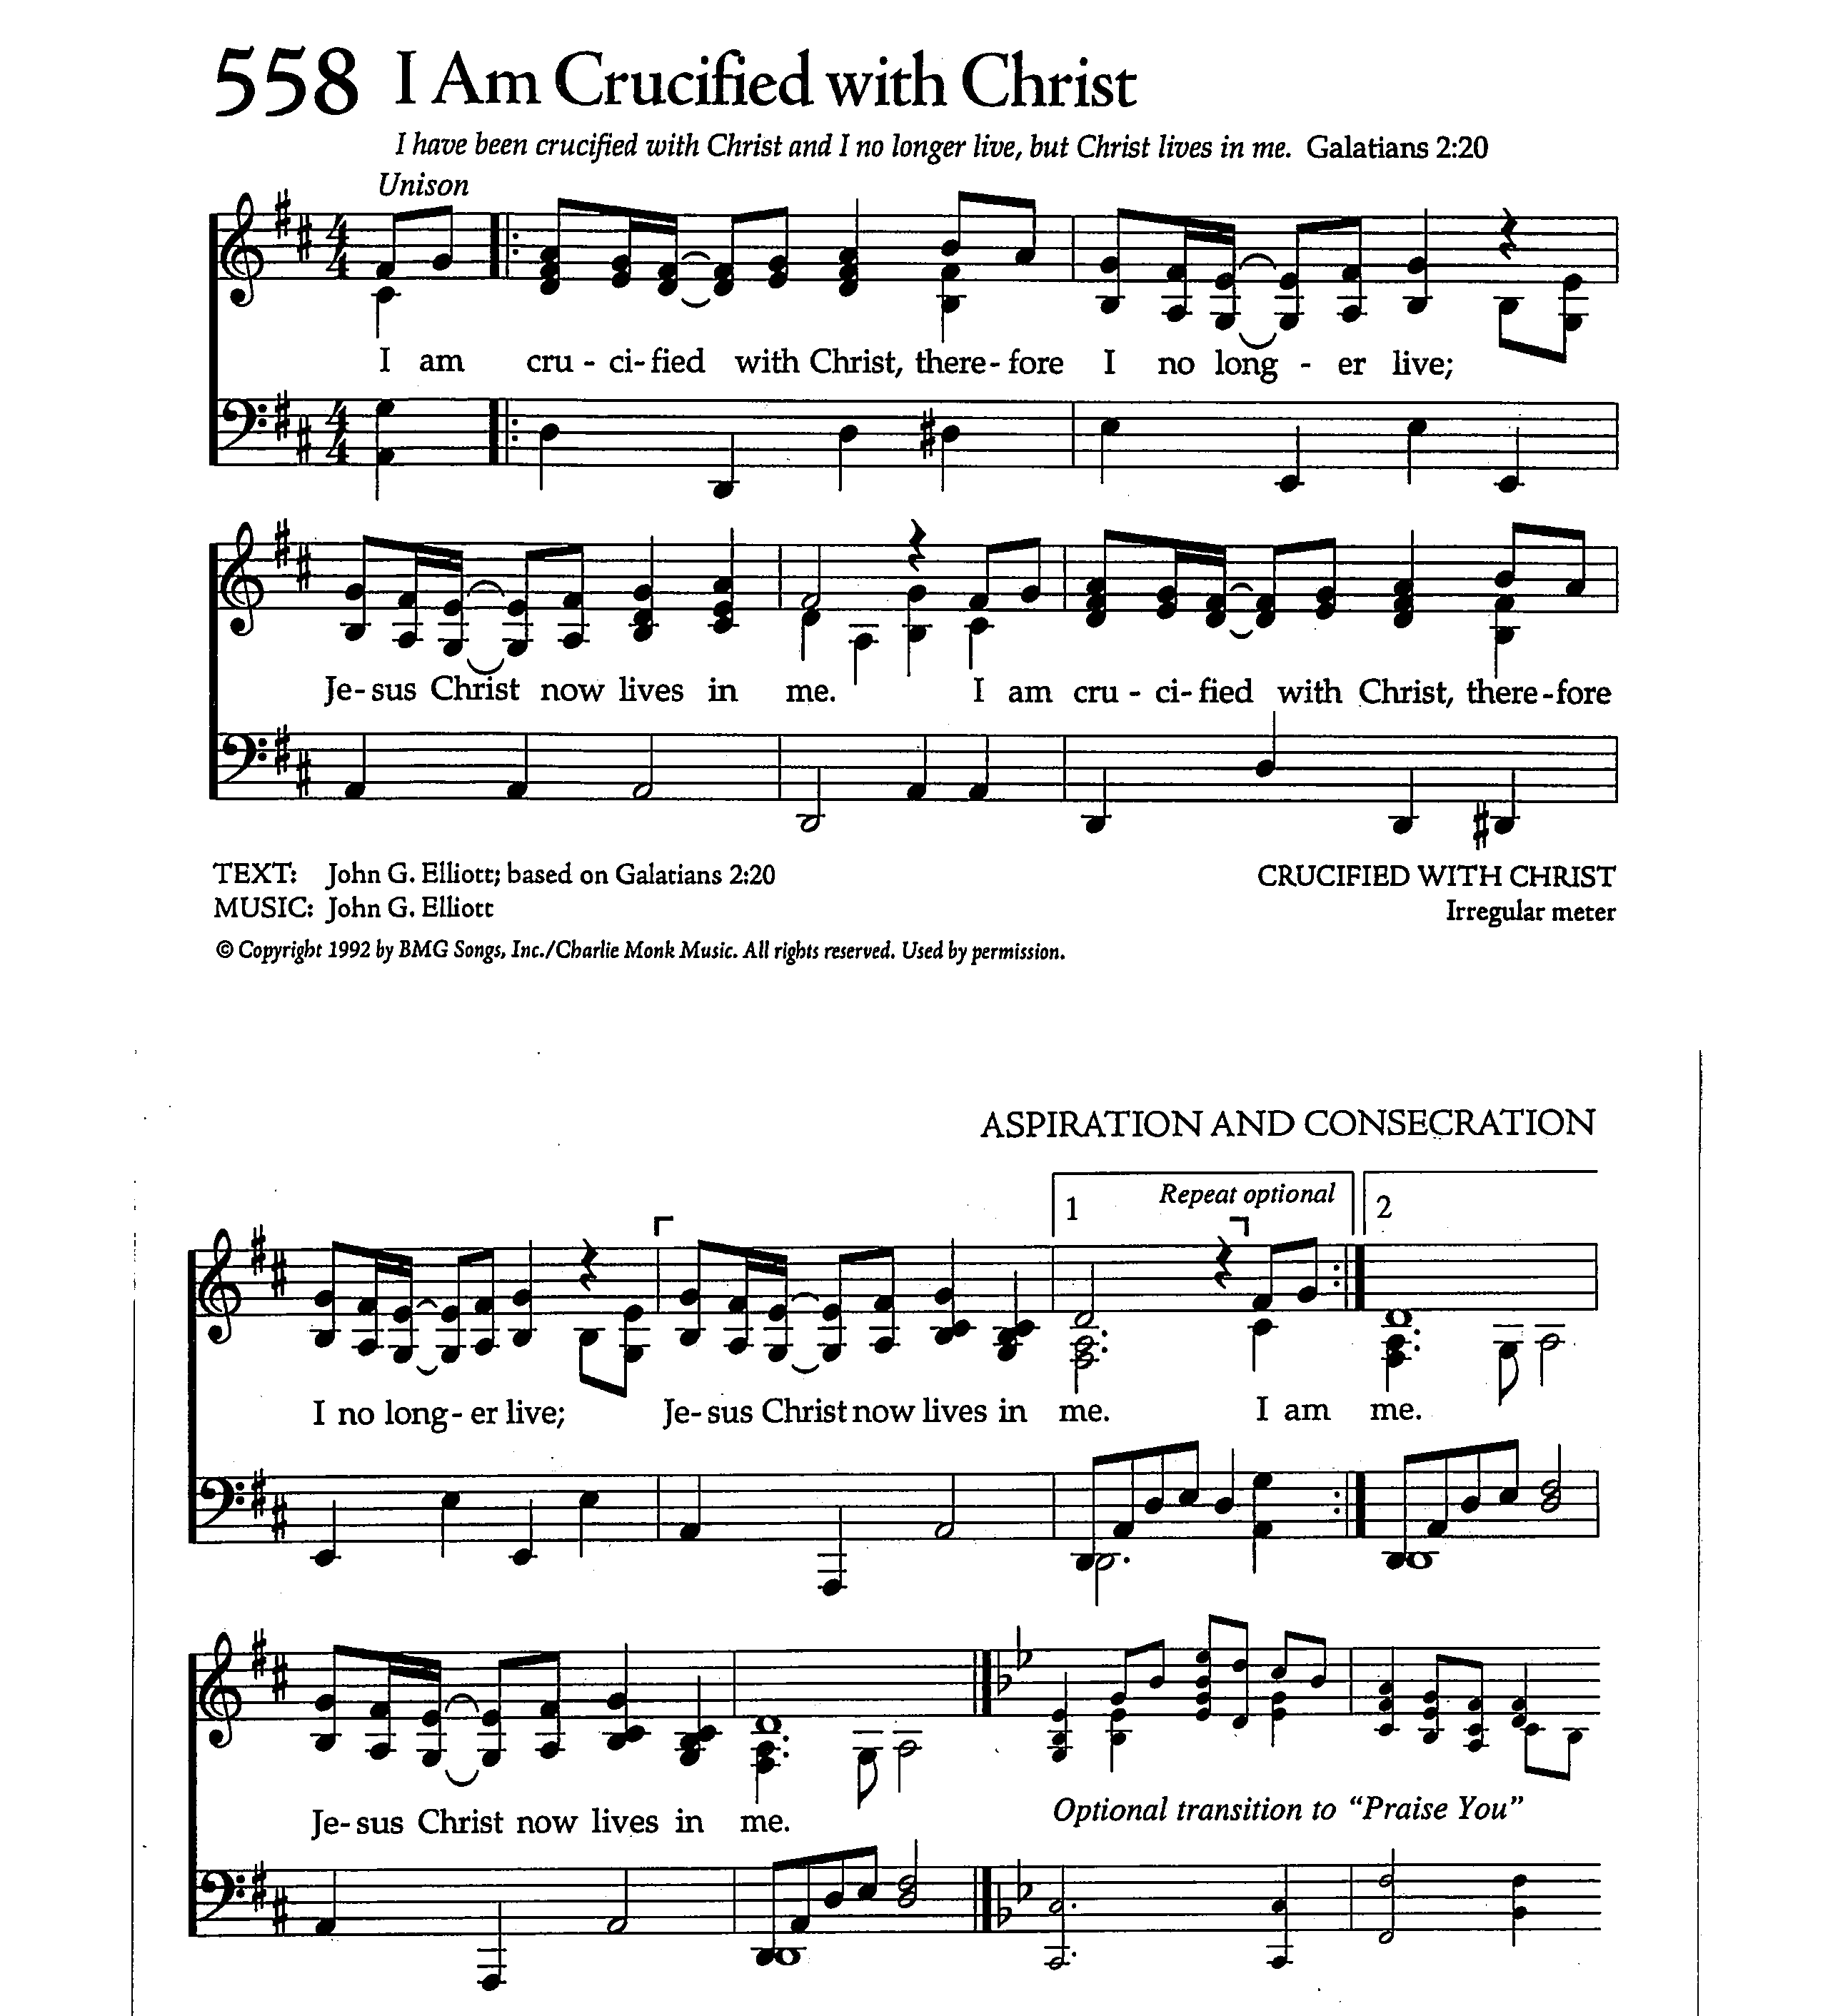 558 I Am Crucified with Christ
I have been crucified with Christ and I no longer live, but Christ lives in me. Galatians 2:20
Unison
I am cru - ci- fied with Christ, there- fore I no long - er live;
Je- sus Christ now lives in me. I am cru - ci- fied with Christ, there - fore
TEXT: John G. Elliott; based on Galatians 2:20
CRUCIFIED WITH CHRIST
MUSIC: John G. Elliott
Irregular meter
© Copyright 1992 by BMG Songs, Inc./Charlie Monk Music. All rights reserved. Used by permission.
ASPIRATION AND CONSECRATION
1 Repeat optional 2
I no long- er live; Je- sus Christ now lives in me. I am me.
Je- sus Christ now lives in me.
Optional transition to “Praise You”